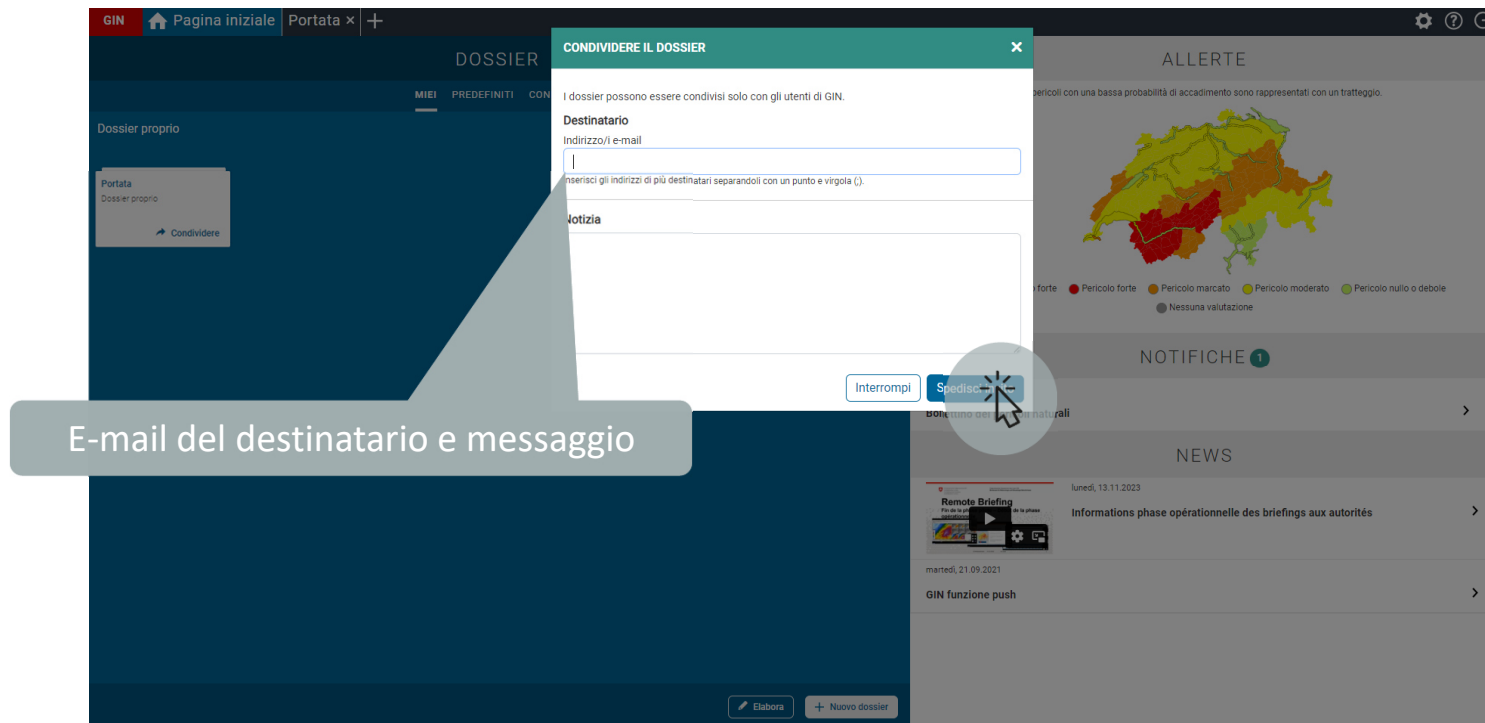 GIN Pagina iniziale Portata × +
DOSSIER
MIEI PREDEFINITI CON
Dossier proprio
Portata
Dossier proprio
Condividere
CONDIVIDERE IL DOSSIER ×
I dossier possono essere condivisi solo con gli utenti di GIN.
Destinatario
Indirizzo/i e-mail
Inserisci gli indirizzi di più destinatari separandoli con un punto e virgola (;).
Notizia
Interrompi
E-mail del destinatario e messaggio
Elabora + Nuovo dossier
ALLERTE
pericoli con una bassa probabilità di accadimento sono rappresentati con un tratteggio.
forte Pericolo forte Pericolo marcato Pericolo moderato Pericolo nullo o debole
Nessuna valutazione
NOTIFICHE 1
Bollettino dei pericoli naturali
NEWS
Remote Briefing
lunedì, 13.11.2023
Informations phase opérationnelle des briefings aux autorités
martedì, 21.09.2021
GIN funzione push